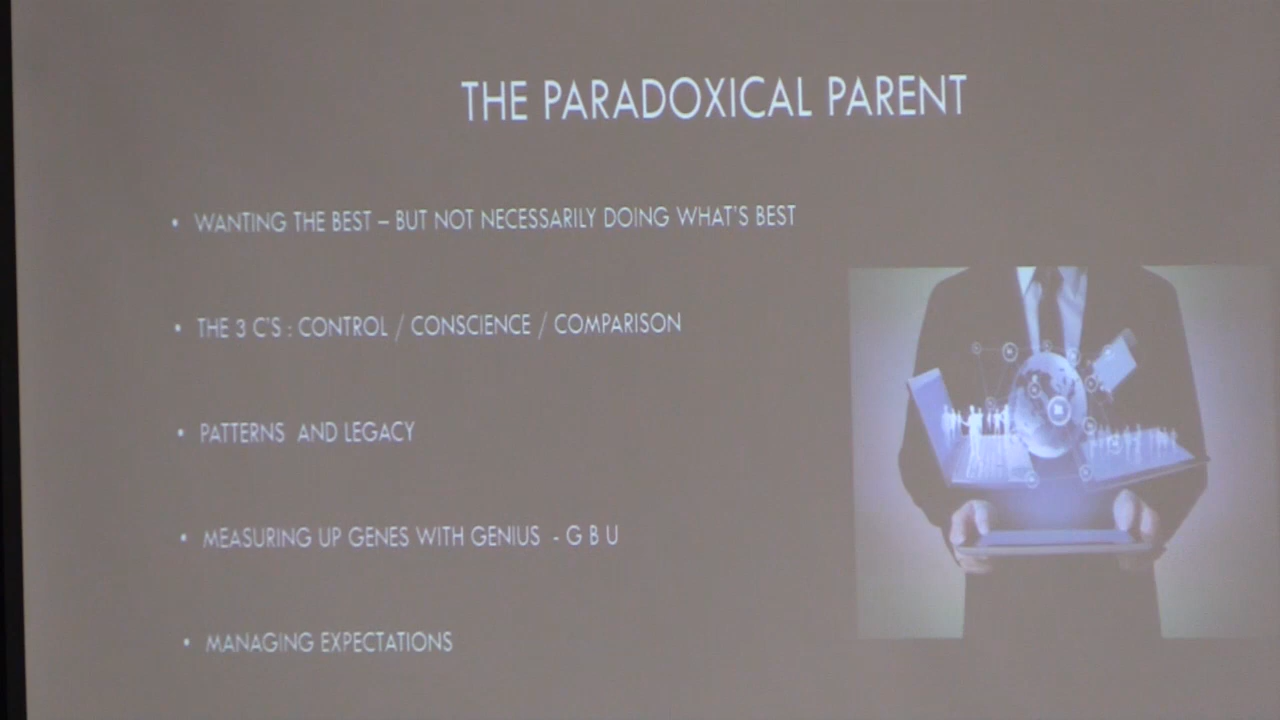 THE PARADOXICAL PARENT
• WANTING THE BEST – BUT NOT NECESSARILY DOING WHAT'S BEST
• THE 3 C'S : CONTROL / CONSCIENCE / COMPARISON
• PATTERNS AND LEGACY
• MEASURING UP GENES WITH GENIUS - G B U
• MANAGING EXPECTATIONS